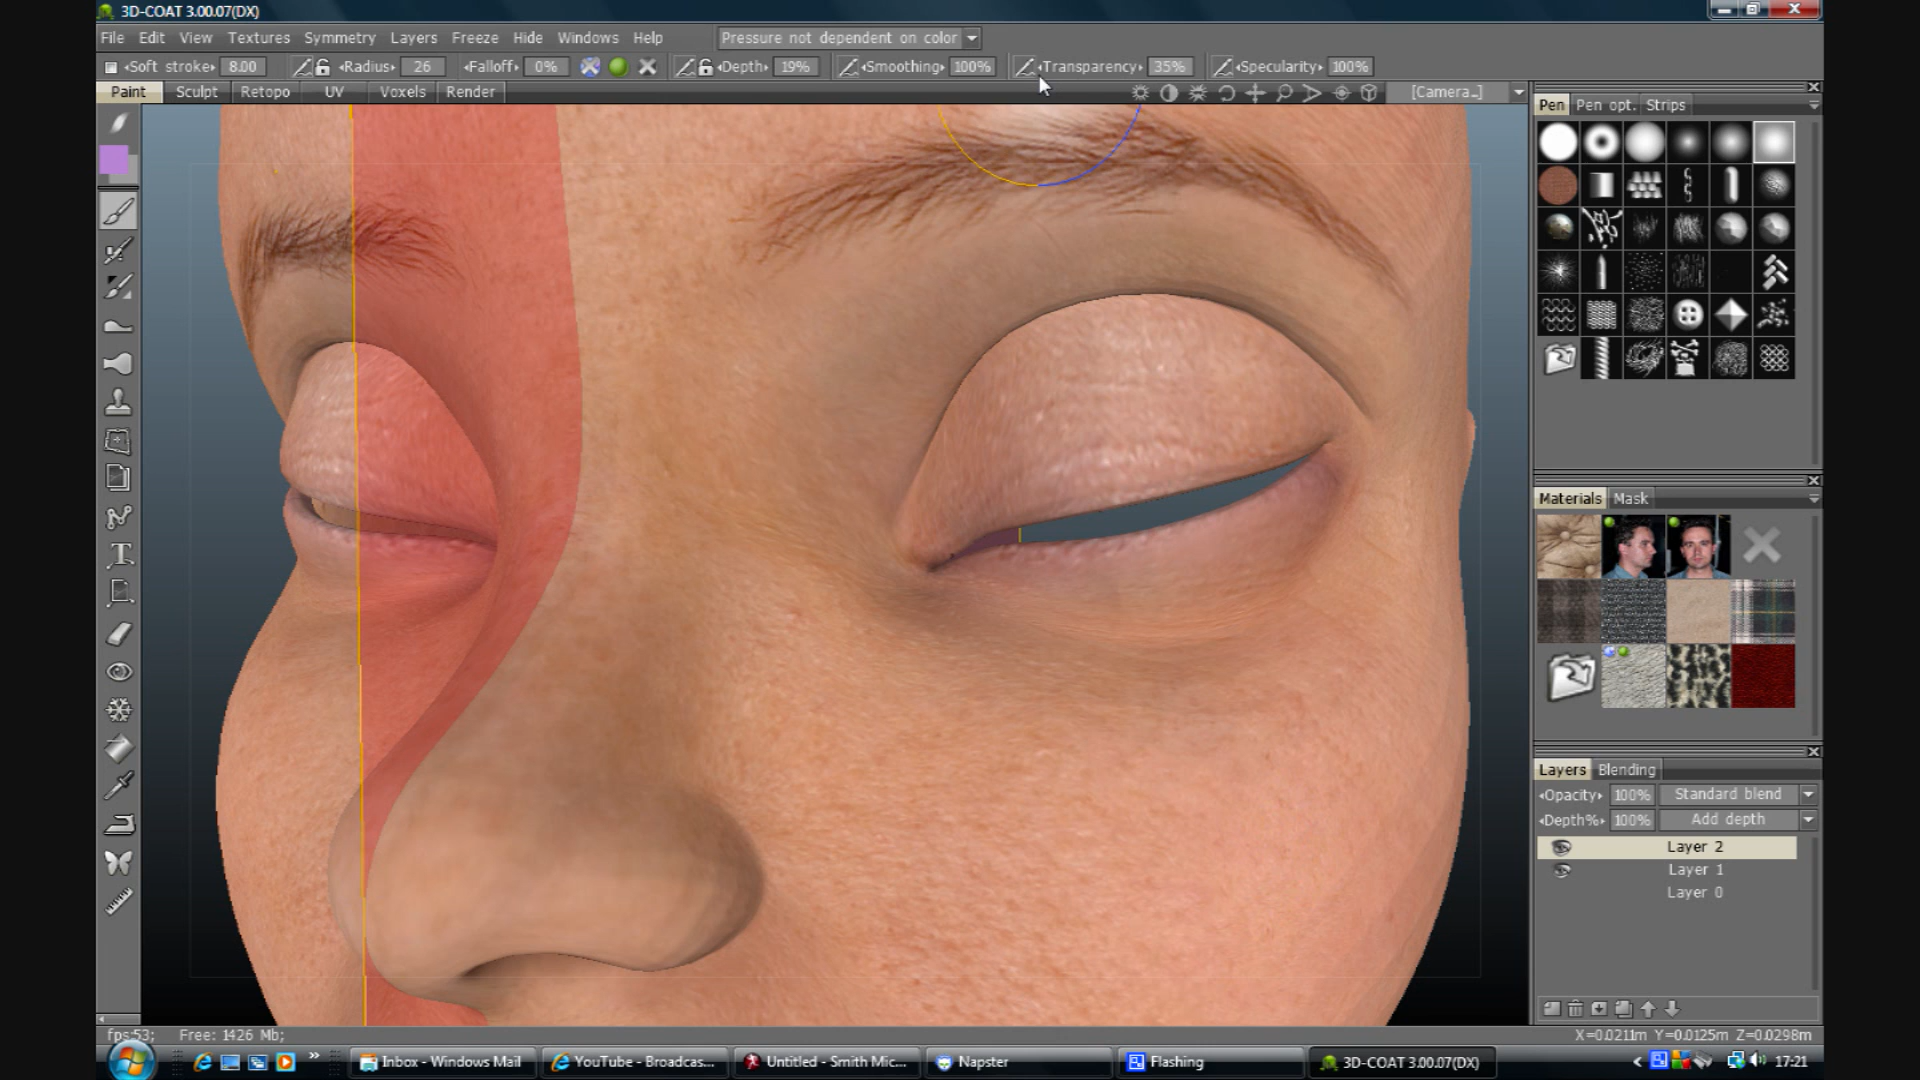 3D-COAT 3.00.07(DX)
File Edit View Textures Symmetry Layers Freeze Hide Windows Help Pressure not dependent on color
Soft stroke 8.00 Radius 26 Falloff 0% Depth 19% Smoothing 100% Transparency 35% Specularity 100%
Paint Sculpt Retopo UV Voxels Render [Camera..]
Pen Pen opt. Strips
Materials Mask
Layers Blending
Opacity 100% Standard blend
Depth% 100% Add depth
Layer 2
Layer 1
Layer 0
fps:53; Free: 1426 Mb; X=0.0211m Y=0.0125m Z=0.0298m
Inbox - Windows Mail YouTube - Broadcas... Untitled - Smith Mic... Napster Flashing 3D-COAT 3.00.07(DX) 17:21